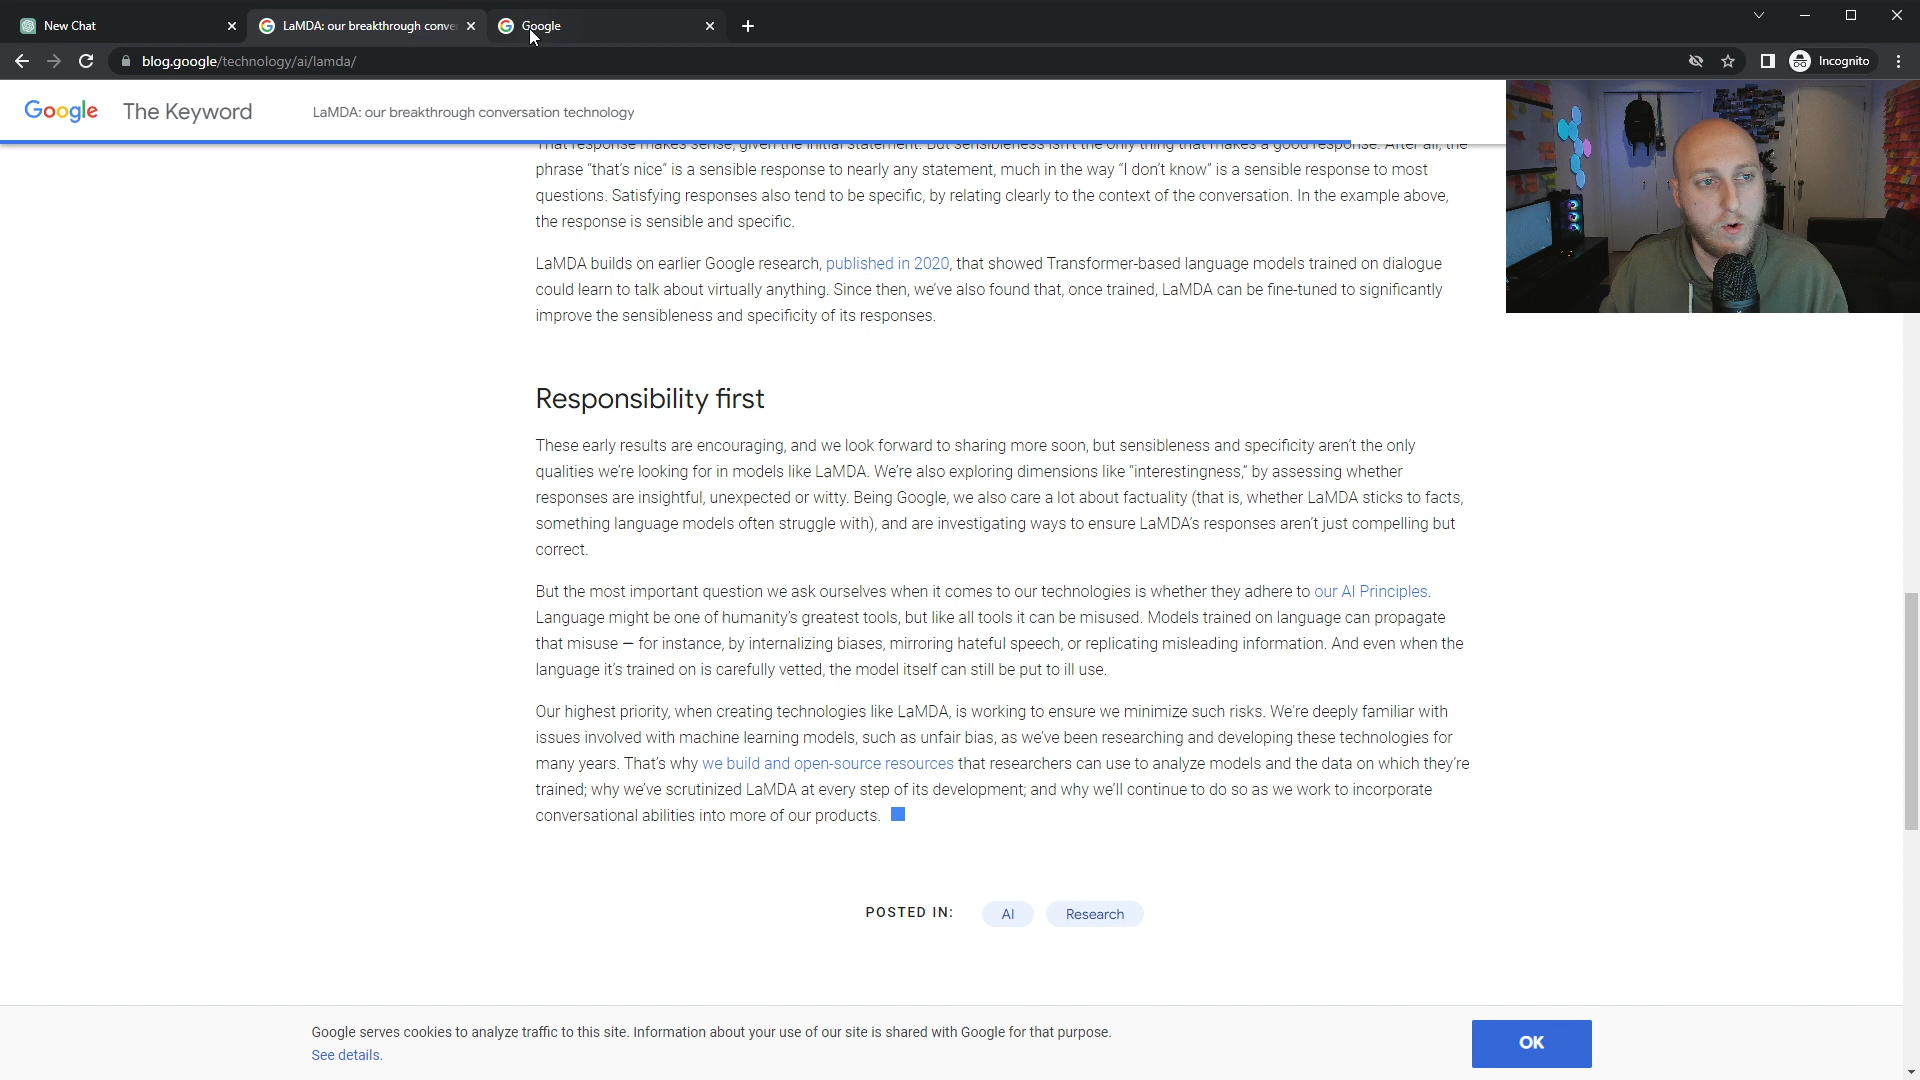 New Chat
LaMDA: our breakthrough conve
Google
blog.google/technology/ai/lamda/
Incognito
Google The Keyword
LaMDA: our breakthrough conversation technology
That response makes sense, given the initial statement. But sensibleness isn't the only thing that makes a good response. After all, the
phrase "that's nice" is a sensible response to nearly any statement, much in the way "I don't know" is a sensible response to most
questions. Satisfying responses also tend to be specific, by relating clearly to the context of the conversation. In the example above,
the response is sensible and specific.
LaMDA builds on earlier Google research, published in 2020, that showed Transformer-based language models trained on dialogue
could learn to talk about virtually anything. Since then, we've also found that, once trained, LaMDA can be fine-tuned to significantly
improve the sensibleness and specificity of its responses.
Responsibility first
These early results are encouraging, and we look forward to sharing more soon, but sensibleness and specificity aren't the only
qualities we're looking for in models like LaMDA. We're also exploring dimensions like "interestingness," by assessing whether
responses are insightful, unexpected or witty. Being Google, we also care a lot about factuality (that is, whether LaMDA sticks to facts,
something language models often struggle with), and are investigating ways to ensure LaMDA's responses aren't just compelling but
correct.
But the most important question we ask ourselves when it comes to our technologies is whether they adhere to our AI Principles.
Language might be one of humanity's greatest tools, but like all tools it can be misused. Models trained on language can propagate
that misuse — for instance, by internalizing biases, mirroring hateful speech, or replicating misleading information. And even when the
language it's trained on is carefully vetted, the model itself can still be put to ill use.
Our highest priority, when creating technologies like LaMDA, is working to ensure we minimize such risks. We're deeply familiar with
issues involved with machine learning models, such as unfair bias, as we've been researching and developing these technologies for
many years. That's why we build and open-source resources that researchers can use to analyze models and the data on which they're
trained; why we've scrutinized LaMDA at every step of its development; and why we'll continue to do so as we work to incorporate
conversational abilities into more of our products.
POSTED IN:
AI
Research
Google serves cookies to analyze traffic to this site. Information about your use of our site is shared with Google for that purpose.
See details.
OK